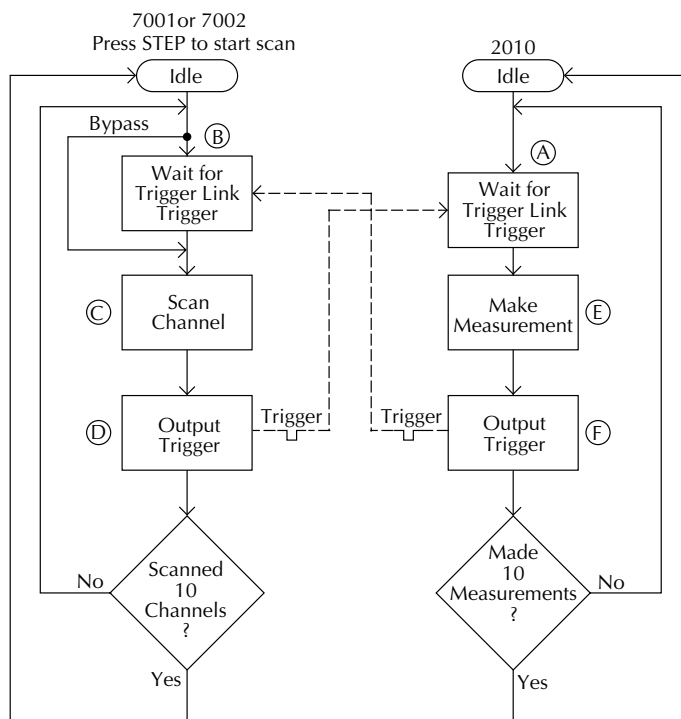 7001or 7002
Press STEP to start scan
Idle
Bypass
B
Wait for
Trigger Link
Trigger
C
Scan
Channel
D
Output
Trigger
Trigger
No
Scanned
10
Channels
?
Yes
2010
Idle
A
Wait for
Trigger Link
Trigger
Make
Measurement
E
Trigger
Output
Trigger
F
Made
10
Measurements
?
No
Yes